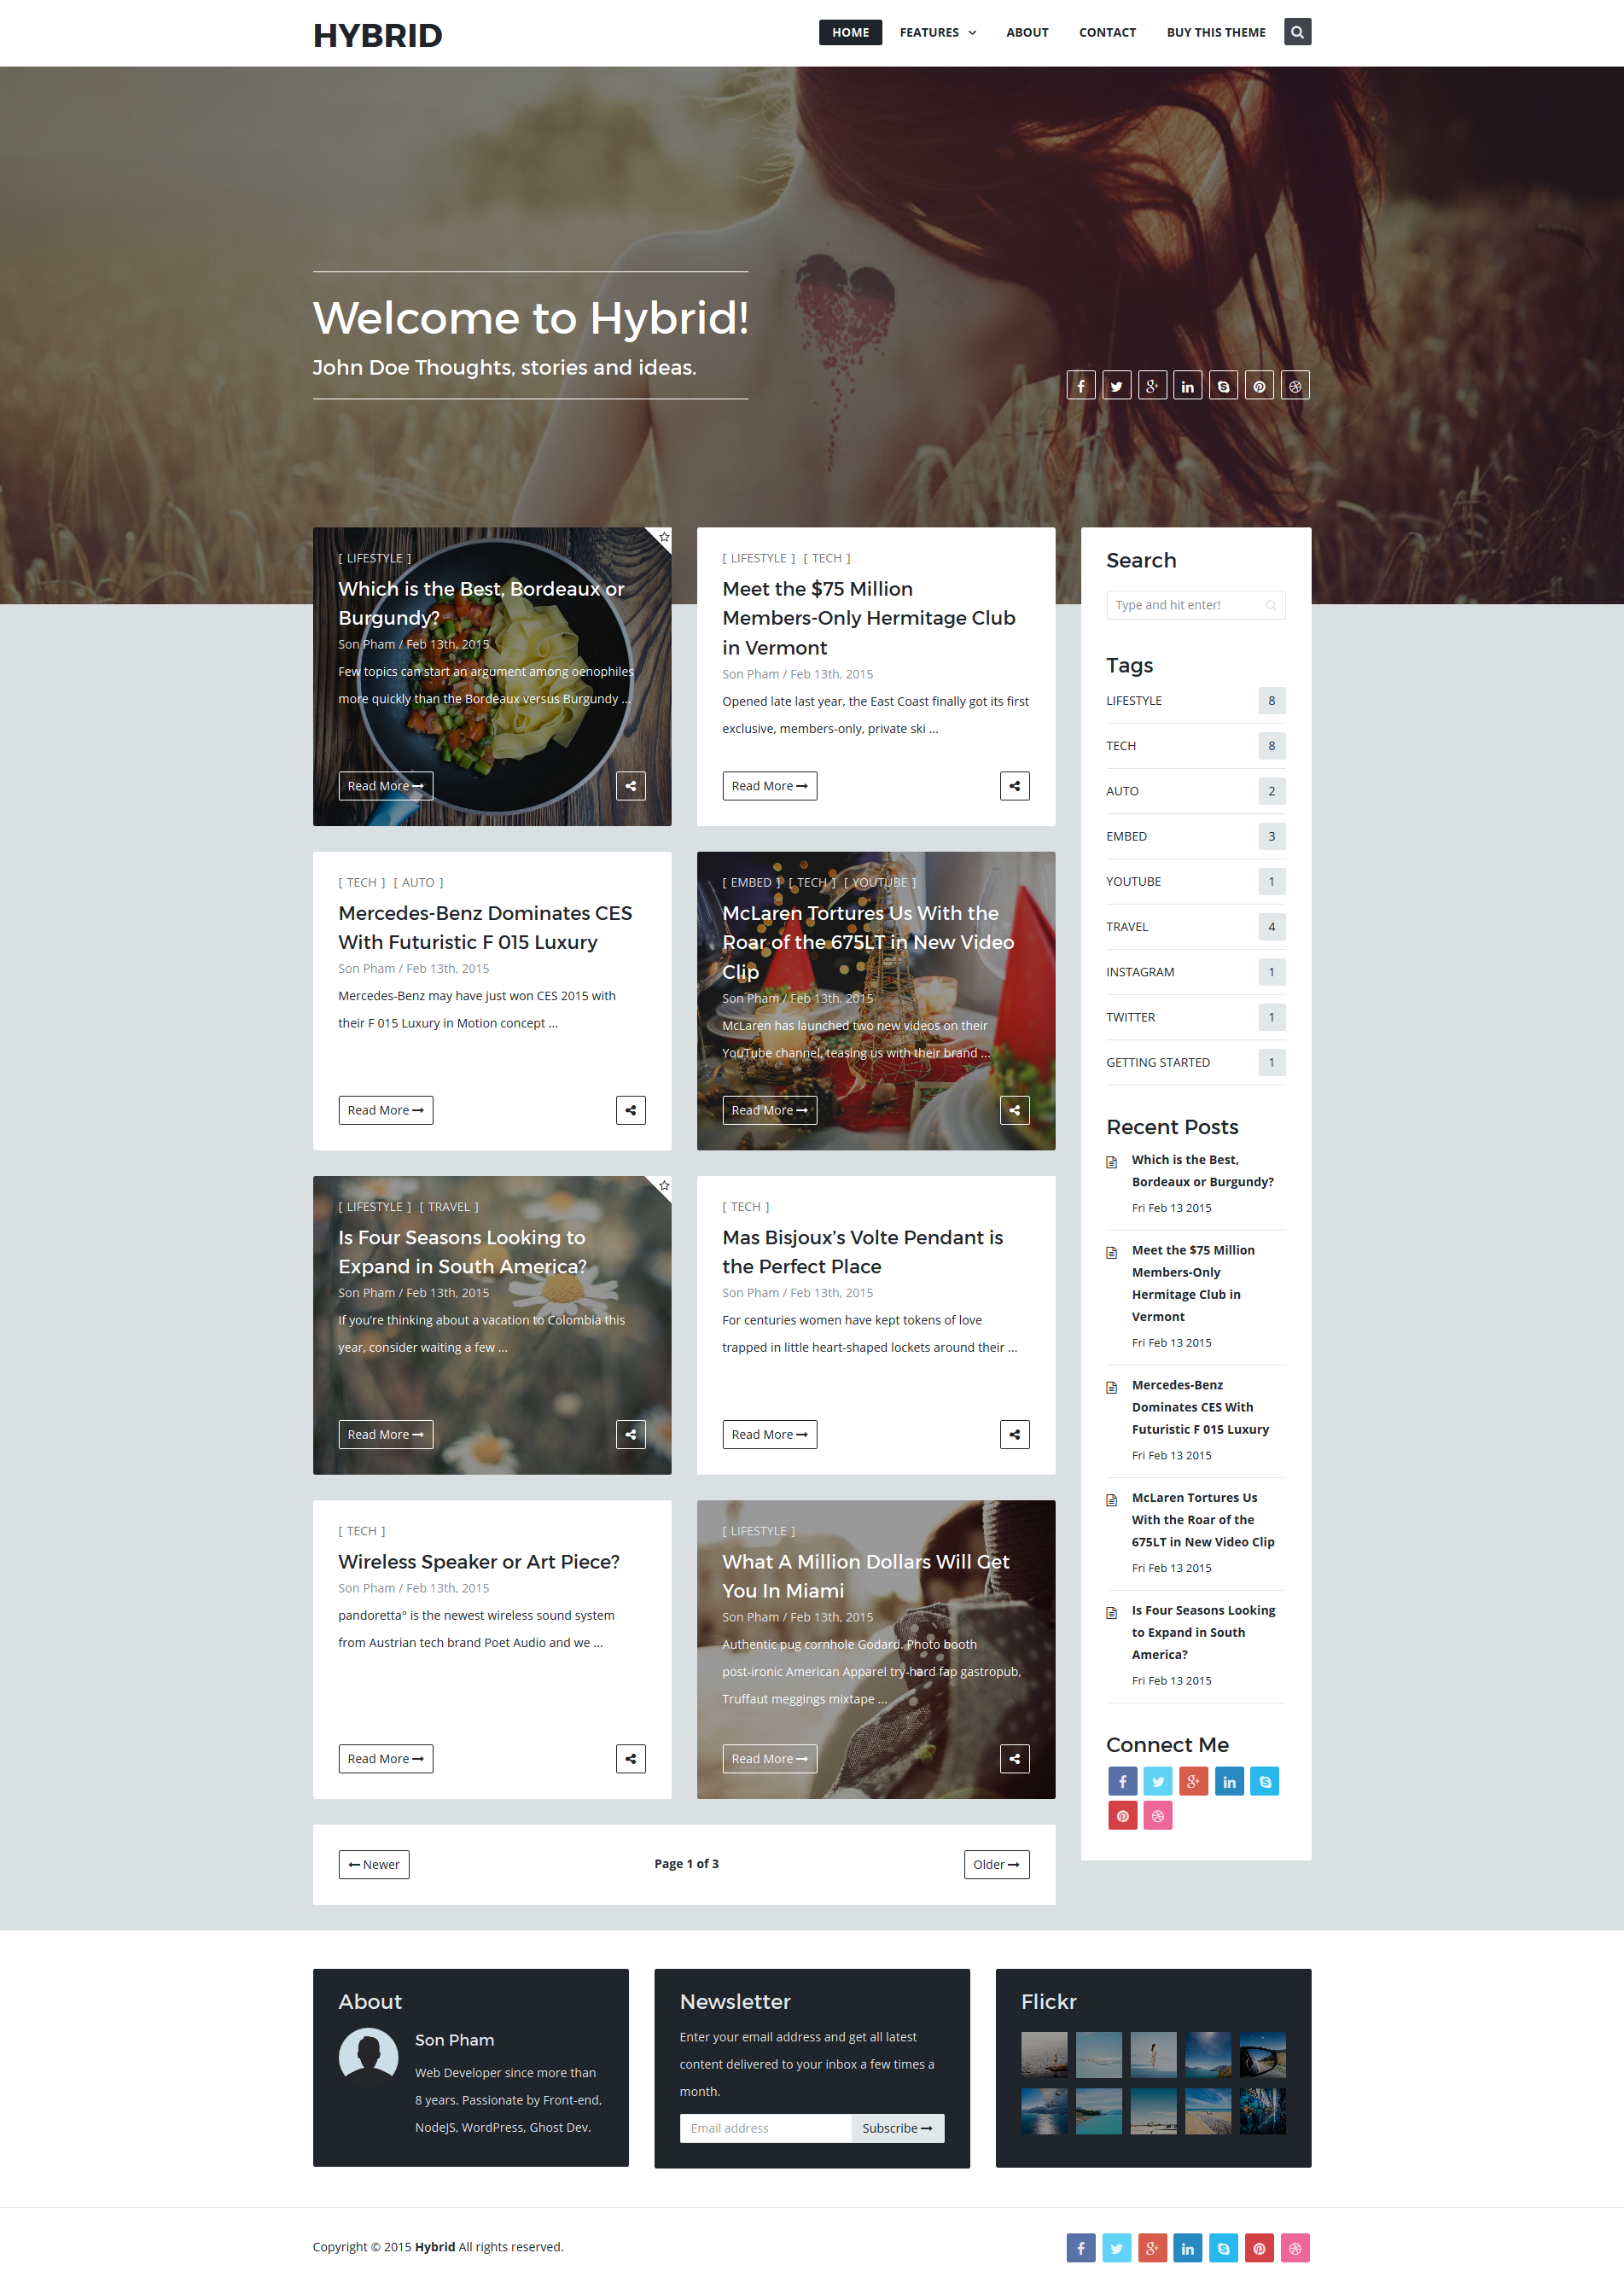 HYBRID
HOME FEATURES ABOUT CONTACT BUY THIS THEME
Welcome to Hybrid!
John Doe Thoughts, stories and ideas.
[ LIFESTYLE ]
Which is the Best, Bordeaux or
Burgundy?
Son Pham / Feb 13th, 2015
Few topics can start an argument among oenophiles
more quickly than the Bordeaux versus Burgundy ...
Read More
[ LIFESTYLE ] [ TECH ]
Meet the $75 Million
Members-Only Hermitage Club
in Vermont
Son Pham / Feb 13th, 2015
Opened late last year, the East Coast finally got its first
exclusive, members-only, private ski ...
Read More
[ TECH ] [ AUTO ]
Mercedes-Benz Dominates CES
With Futuristic F 015 Luxury
Son Pham / Feb 13th, 2015
Mercedes-Benz may have just won CES 2015 with
their F 015 Luxury in Motion concept ...
Read More
[ EMBED ] [ TECH ] [ YOUTUBE ]
McLaren Tortures Us With the
Roar of the 675LT in New Video
Clip
Son Pham / Feb 13th, 2015
McLaren has launched two new videos on their
YouTube channel, teasing us with their brand ...
Read More
[ LIFESTYLE ] [ TRAVEL ]
Is Four Seasons Looking to
Expand in South America?
Son Pham / Feb 13th, 2015
If you're thinking about a vacation to Colombia this
year, consider waiting a few ...
Read More
[ TECH ]
Mas Bisjoux's Volte Pendant is
the Perfect Place
Son Pham / Feb 13th, 2015
For centuries women have kept tokens of love
trapped in little heart-shaped lockets around their ...
Read More
[ TECH ]
Wireless Speaker or Art Piece?
Son Pham / Feb 13th, 2015
pandoretta° is the newest wireless sound system
from Austrian tech brand Poet Audio and we ...
Read More
[ LIFESTYLE ]
What A Million Dollars Will Get
You In Miami
Son Pham / Feb 13th, 2015
Authentic pug cornhole Godard. Photo booth
post-ironic American Apparel try-hard fap gastropub,
Truffaut meggings mixtape ...
Read More
Newer
Page 1 of 3
Older
Search
Type and hit enter!
Tags
LIFESTYLE 8
TECH 8
AUTO 2
EMBED 3
YOUTUBE 1
TRAVEL 4
INSTAGRAM 1
TWITTER 1
GETTING STARTED 1
Recent Posts
Which is the Best,
Bordeaux or Burgundy?
Fri Feb 13 2015
Meet the $75 Million
Members-Only
Hermitage Club in
Vermont
Fri Feb 13 2015
Mercedes-Benz
Dominates CES With
Futuristic F 015 Luxury
Fri Feb 13 2015
McLaren Tortures Us
With the Roar of the
675LT in New Video Clip
Fri Feb 13 2015
Is Four Seasons Looking
to Expand in South
America?
Fri Feb 13 2015
Connect Me
About
Son Pham
Web Developer since more than
8 years. Passionate by Front-end,
NodeJS, WordPress, Ghost Dev.
Newsletter
Enter your email address and get all latest
content delivered to your inbox a few times a
month.
Email address
Subscribe
Flickr
Copyright © 2015 Hybrid All rights reserved.